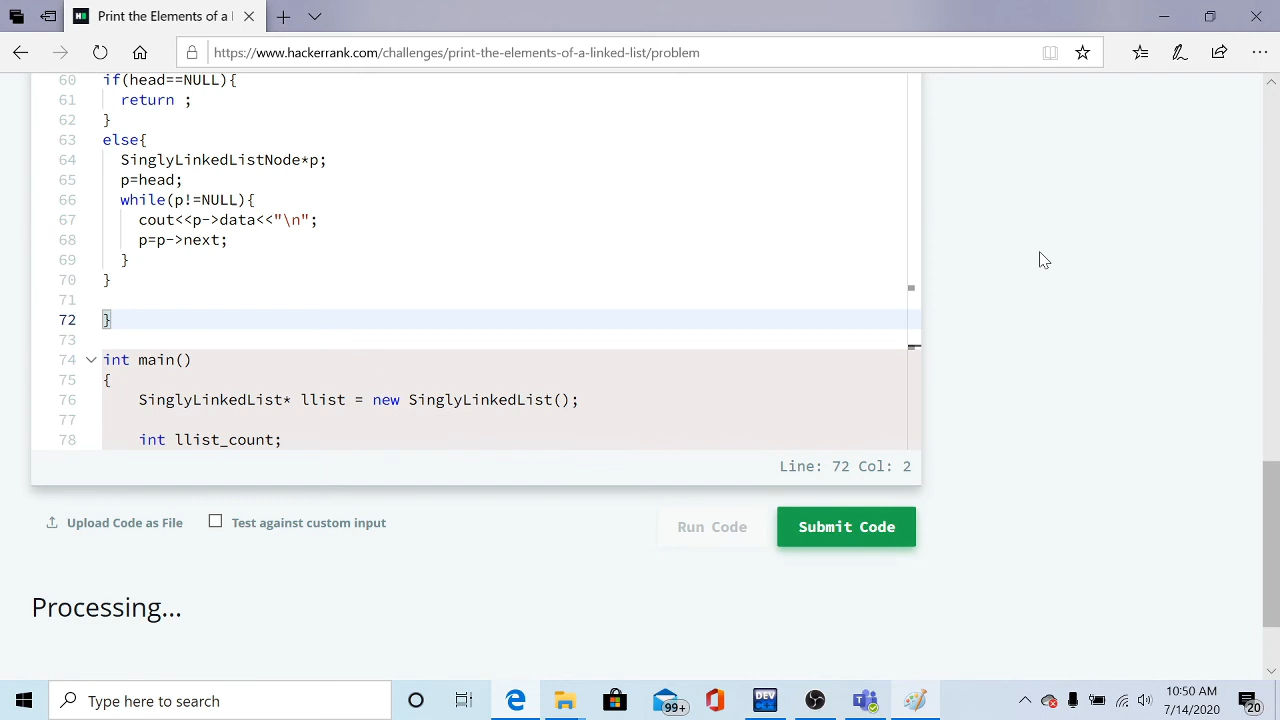 Print the Elements of a
https://www.hackerrank.com/challenges/print-the-elements-of-a-linked-list/problem
60 if(head==NULL){
61 return ;
62 }
63 else{
64 SinglyLinkedListNode*p;
65 p=head;
66 while(p!=NULL){
67 cout<<p->data<<"\n";
68 p=p->next;
69 }
70 }
71
72 }
73
74 int main()
75 {
76 SinglyLinkedList* llist = new SinglyLinkedList();
77
78 int llist_count;
Line: 72 Col: 2
Upload Code as File
Test against custom input
Run Code
Submit Code
Processing...
Type here to search
99+
DEV
10:50 AM
7/14/2020
20